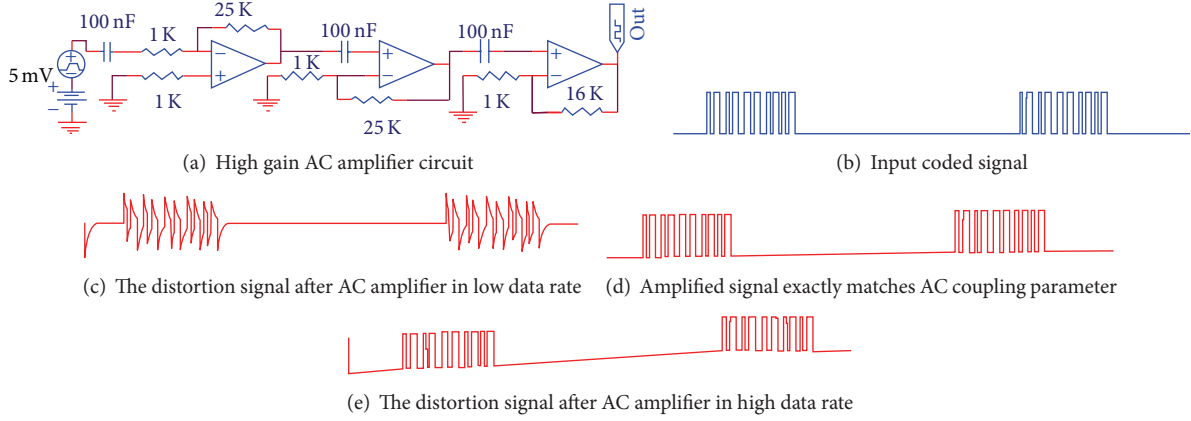 100 nF
1 K
25 K
5 mV
1 K
100 nF
1 K
25 K
100 nF
1 K
16 K
Out
(a) High gain AC amplifier circuit
(b) Input coded signal
(c) The distortion signal after AC amplifier in low data rate
(d) Amplified signal exactly matches AC coupling parameter
(e) The distortion signal after AC amplifier in high data rate